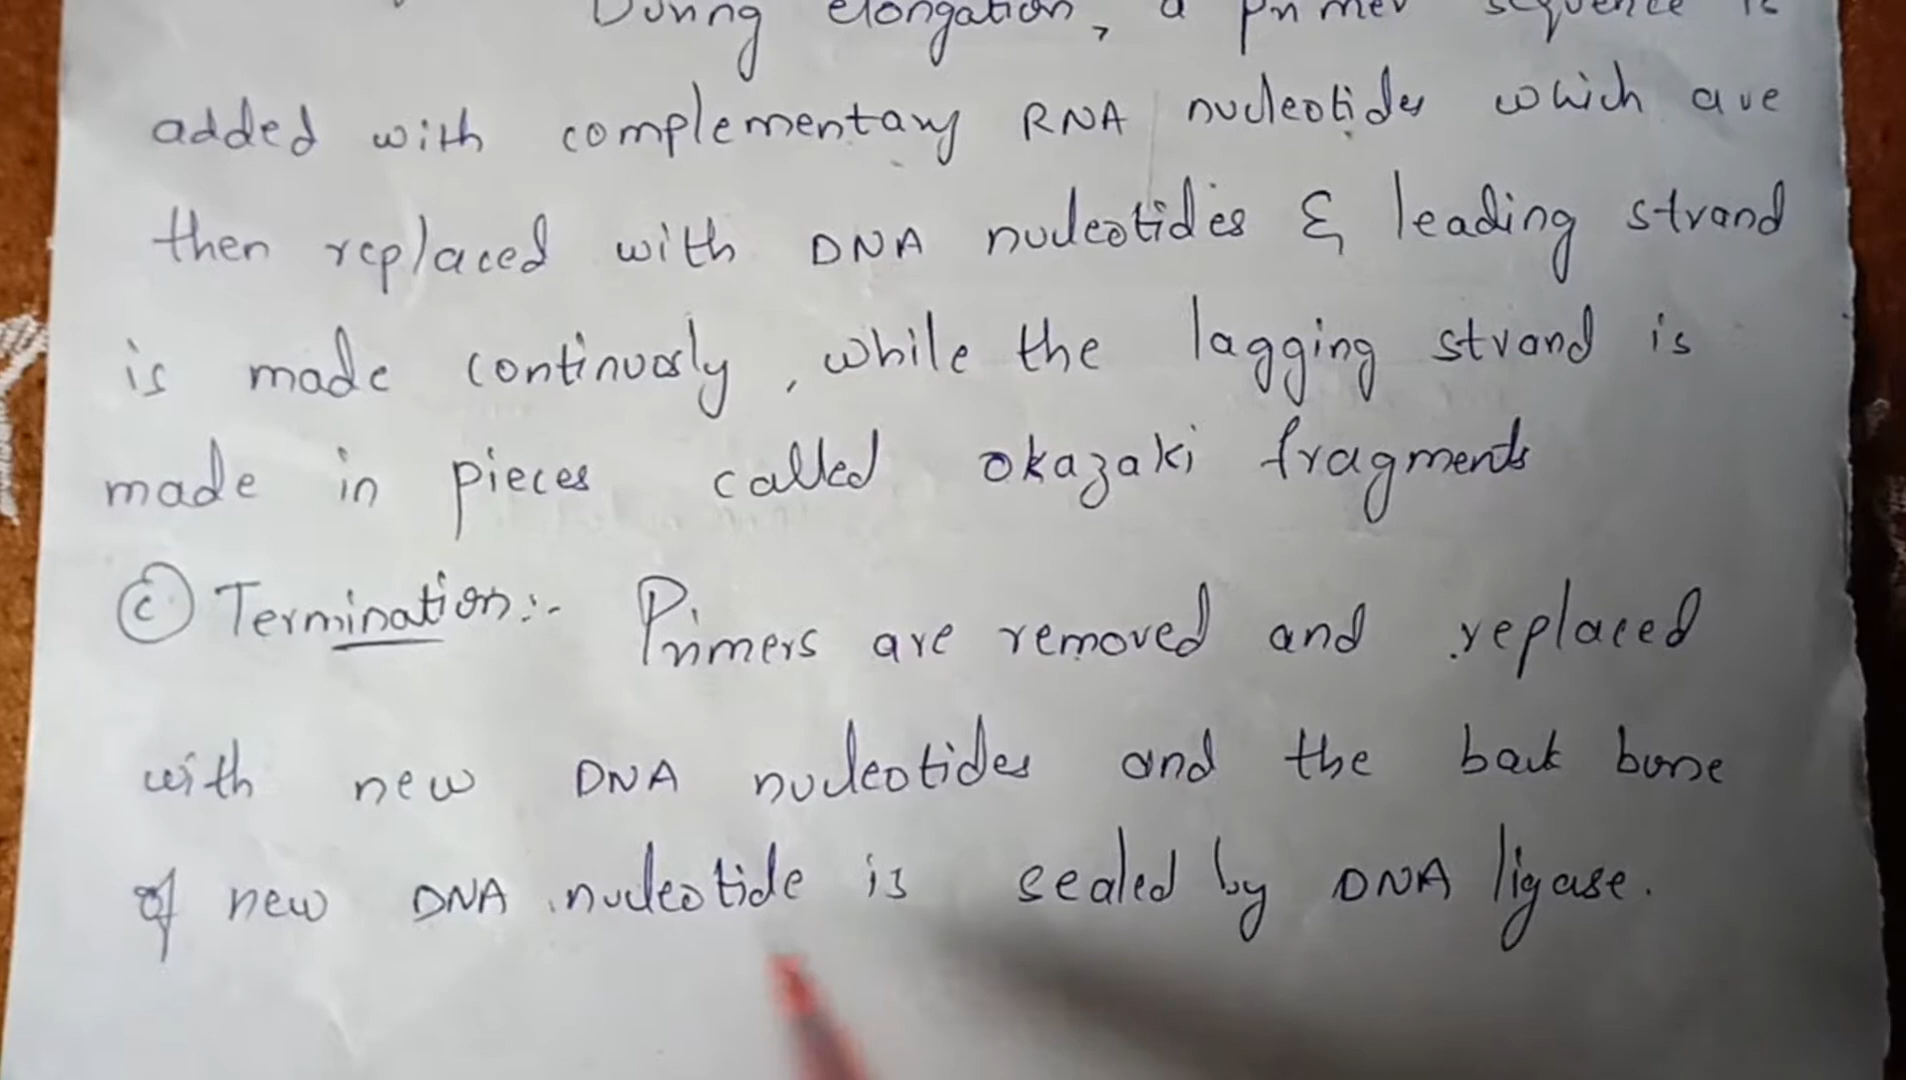 During elongation, a primer sequence is
added with complementary RNA nucleotides which are
then replaced with DNA nucleotides & leading strand
is made continuosly, while the lagging strand is
made in pieces called okazaki fragments
(c) Termination:- Primers are removed and replaced
with new DNA nucleotides and the back bone
of new DNA nucleotide is sealed by DNA ligase.